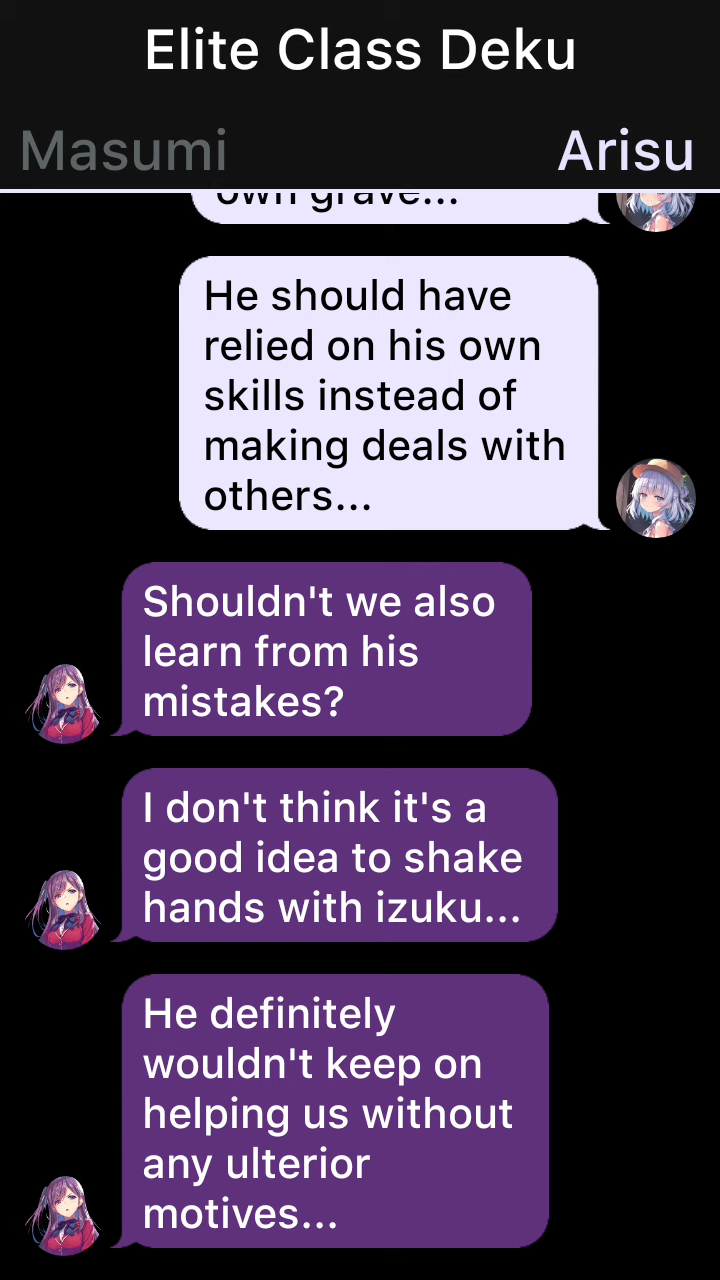 Elite Class Deku
Masumi
Arisu
own grave...
He should have
relied on his own
skills instead of
making deals with
others...
Shouldn't we also
learn from his
mistakes?
I don't think it's a
good idea to shake
hands with izuku...
He definitely
wouldn't keep on
helping us without
any ulterior
motives...